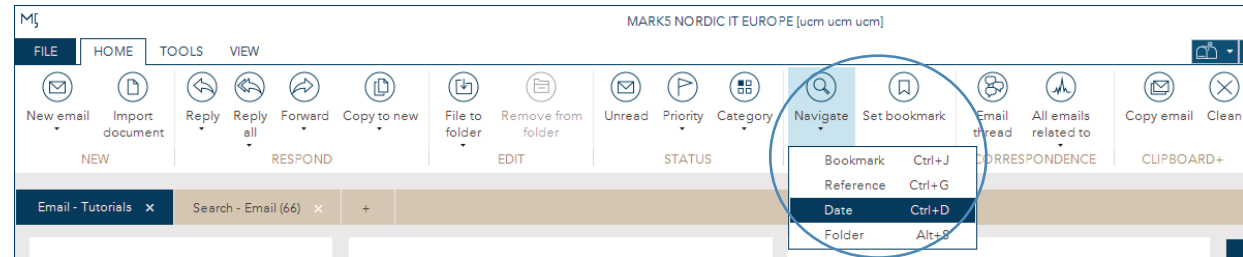 MARK5 NORDIC IT EUROPE [ucm ucm ucm]
FILE HOME TOOLS VIEW
New email Import document Reply Reply all Forward Copy to new File to folder Remove from folder Unread Priority Category Navigate Set bookmark Email thread All emails related to Copy email Clean
NEW RESPOND EDIT STATUS CORRESPONDENCE CLIPBOARD+
Bookmark Ctrl+J
Reference Ctrl+G
Date Ctrl+D
Folder Alt+S
Email - Tutorials x Search - Email (66) x +